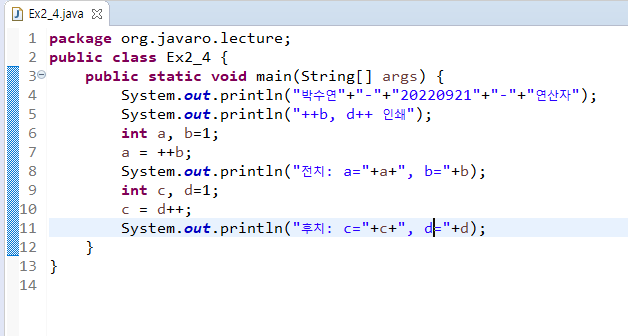 Ex2_4.java
1 package org.javaro.lecture;
2 public class Ex2_4 {
3 public static void main(String[] args) {
4 System.out.println("박수연"+"-"+"20220921"+"-"+"연산자");
5 System.out.println("++b, d++ 인쇄");
6 int a, b=1;
7 a = ++b;
8 System.out.println("전치: a="+a+", b="+b);
9 int c, d=1;
10 c = d++;
11 System.out.println("후치: c="+c+", d="+d);
12 }
13 }
14